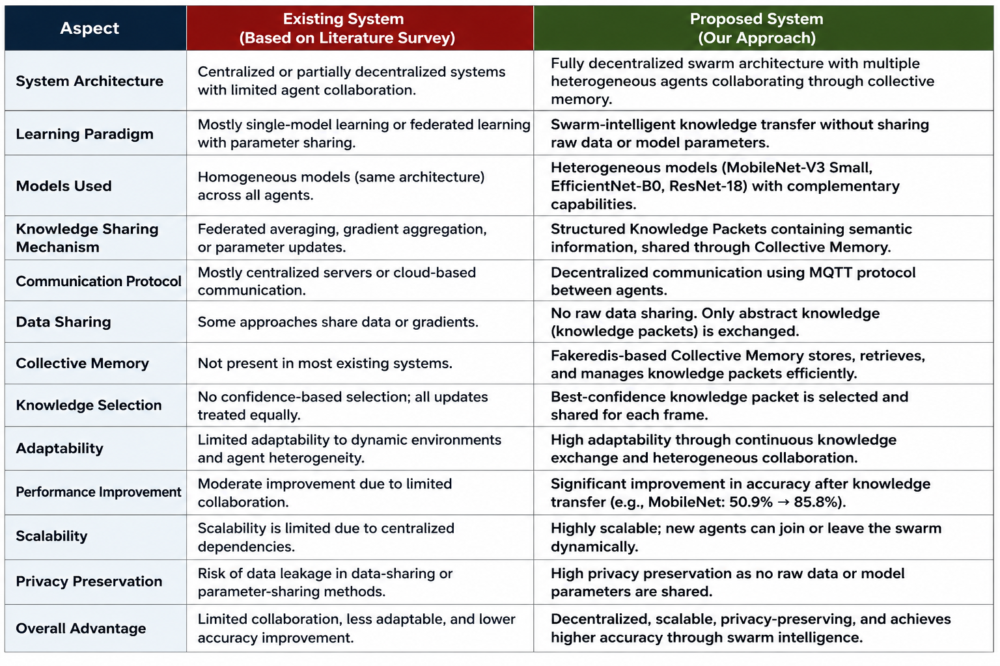 Aspect
Existing System
(Based on Literature Survey)
Proposed System
(Our Approach)
System Architecture
Centralized or partially decentralized systems
with limited agent collaboration.
Fully decentralized swarm architecture with multiple
heterogeneous agents collaborating through collective
memory.
Learning Paradigm
Mostly single-model learning or federated learning
with parameter sharing.
Swarm-intelligent knowledge transfer without sharing
raw data or model parameters.
Models Used
Homogeneous models (same architecture)
across all agents.
Heterogeneous models (MobileNet-V3 Small,
EfficientNet-B0, ResNet-18) with complementary
capabilities.
Knowledge Sharing
Mechanism
Federated averaging, gradient aggregation,
or parameter updates.
Structured Knowledge Packets containing semantic
information, shared through Collective Memory.
Communication Protocol
Mostly centralized servers or cloud-based
communication.
Decentralized communication using MQTT protocol
between agents.
Data Sharing
Some approaches share data or gradients.
No raw data sharing. Only abstract knowledge
(knowledge packets) is exchanged.
Collective Memory
Not present in most existing systems.
Fakeredis-based Collective Memory stores, retrieves,
and manages knowledge packets efficiently.
Knowledge Selection
No confidence-based selection; all updates
treated equally.
Best-confidence knowledge packet is selected and
shared for each frame.
Adaptability
Limited adaptability to dynamic environments
and agent heterogeneity.
High adaptability through continuous knowledge
exchange and heterogeneous collaboration.
Performance Improvement
Moderate improvement due to limited
collaboration.
Significant improvement in accuracy after knowledge
transfer (e.g., MobileNet: 50.9% → 85.8%).
Scalability
Scalability is limited due to centralized
dependencies.
Highly scalable; new agents can join or leave the swarm
dynamically.
Privacy Preservation
Risk of data leakage in data-sharing or
parameter-sharing methods.
High privacy preservation as no raw data or model
parameters are shared.
Overall Advantage
Limited collaboration, less adaptable, and lower
accuracy improvement.
Decentralized, scalable, privacy-preserving, and achieves
higher accuracy through swarm intelligence.